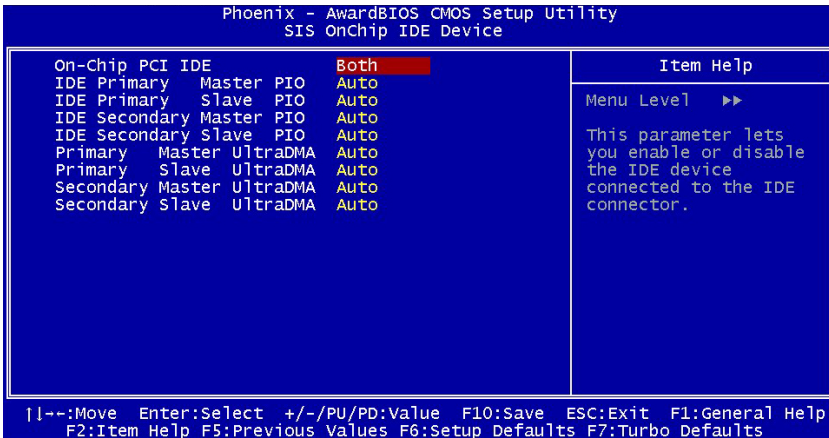 Phoenix - AwardBIOS CMOS Setup Utility
SIS OnChip IDE Device
On-Chip PCI IDE Both
IDE Primary Master PIO Auto
IDE Primary Slave PIO Auto
IDE Secondary Master PIO Auto
IDE Secondary Slave PIO Auto
Primary Master UltraDMA Auto
Primary Slave UltraDMA Auto
Secondary Master UltraDMA Auto
Secondary Slave UltraDMA Auto
Item Help
Menu Level ▸▸
This parameter lets
you enable or disable
the IDE device
connected to the IDE
connector.
↑↓→←:Move Enter:Select +/-/PU/PD:Value F10:Save ESC:Exit F1:General Help
F2:Item Help F5:Previous Values F6:Setup Defaults F7:Turbo Defaults